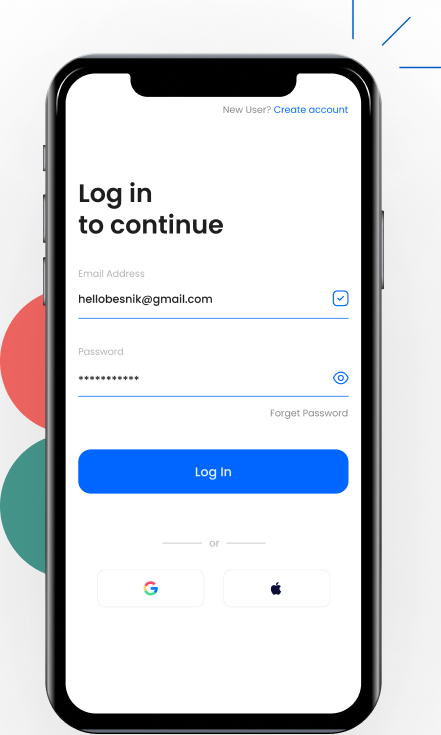 New User? Create account
Log in
to continue
Email Address
hellobesnik@gmail.com
Password
***********
Forget Password
Log In
or